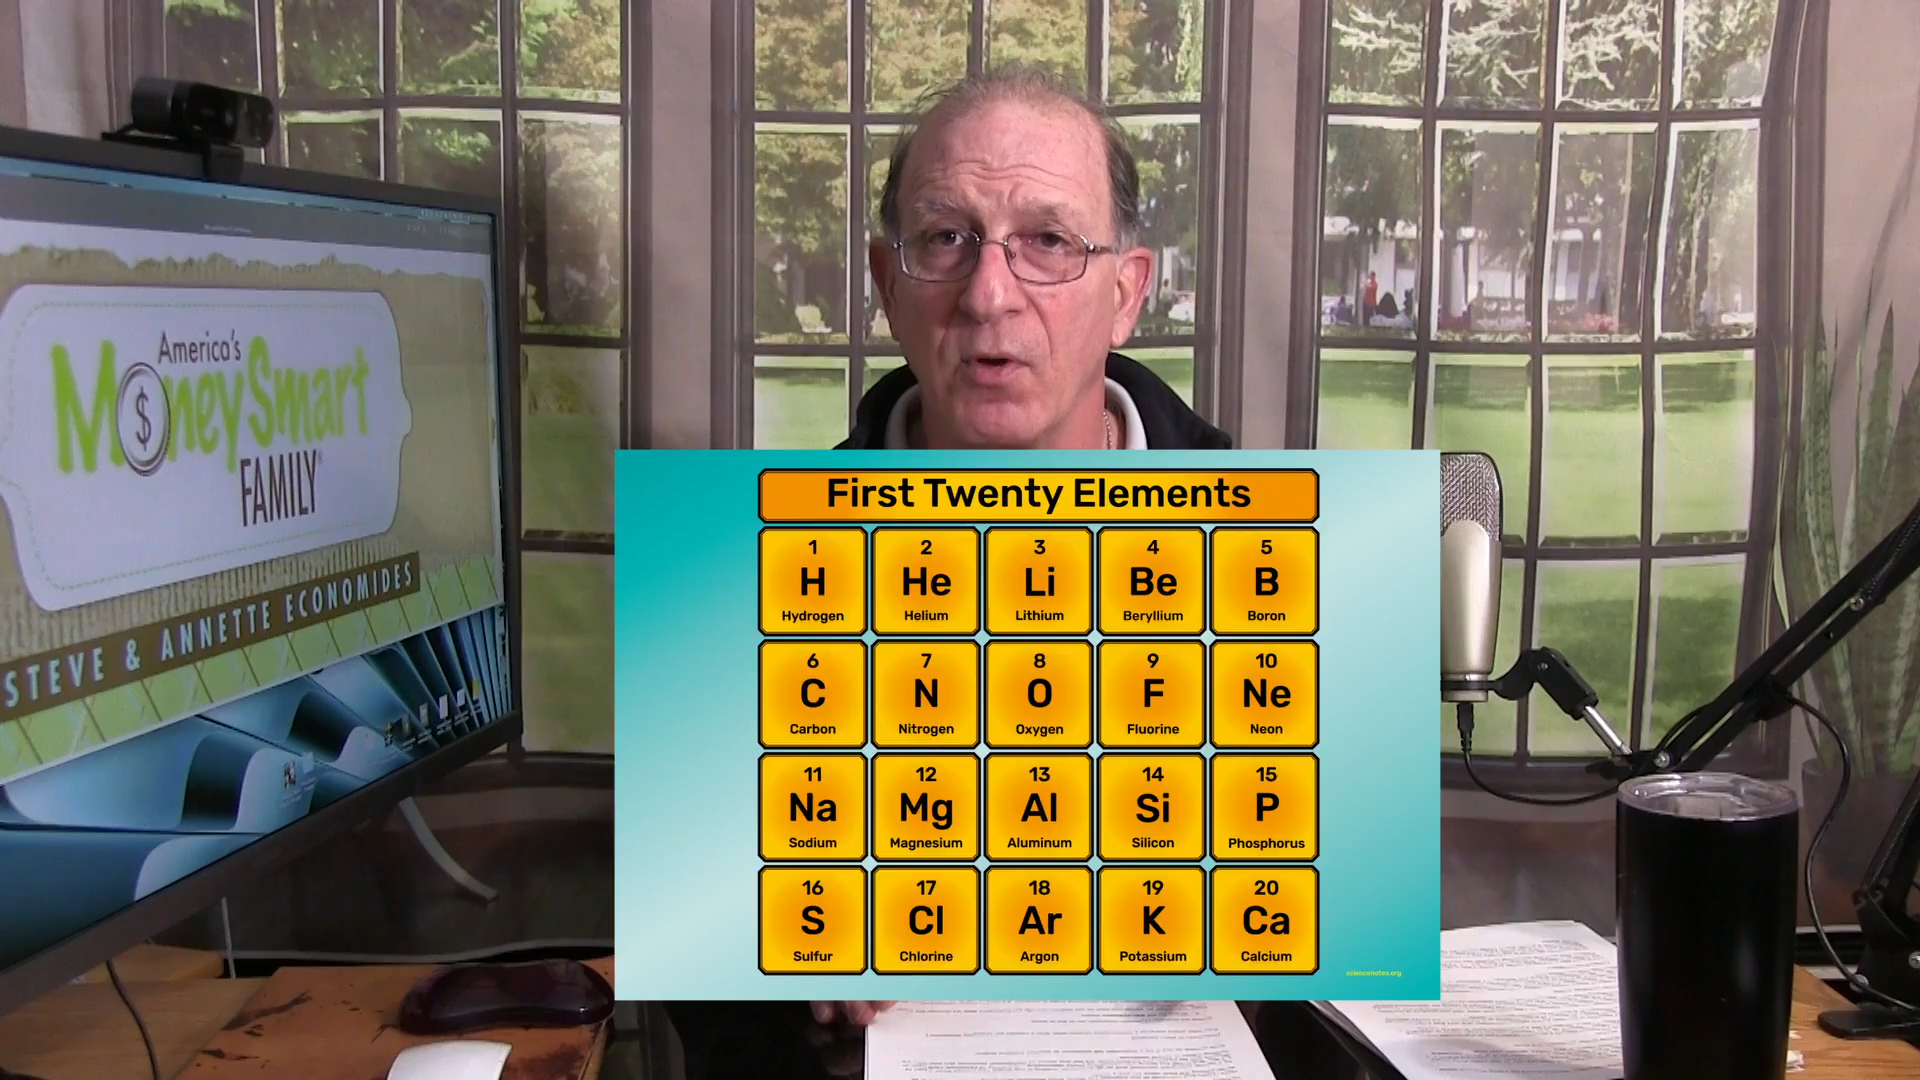 America's
MoneySmart
FAMILY®
STEVE & ANNETTE ECONOMIDES
First Twenty Elements
1 2 3 4 5
H He Li Be B
Hydrogen Helium Lithium Beryllium Boron
6 7 8 9 10
C N O F Ne
Carbon Nitrogen Oxygen Fluorine Neon
11 12 13 14 15
Na Mg Al Si P
Sodium Magnesium Aluminum Silicon Phosphorus
16 17 18 19 20
S Cl Ar K Ca
Sulfur Chlorine Argon Potassium Calcium
sciencenotes.org